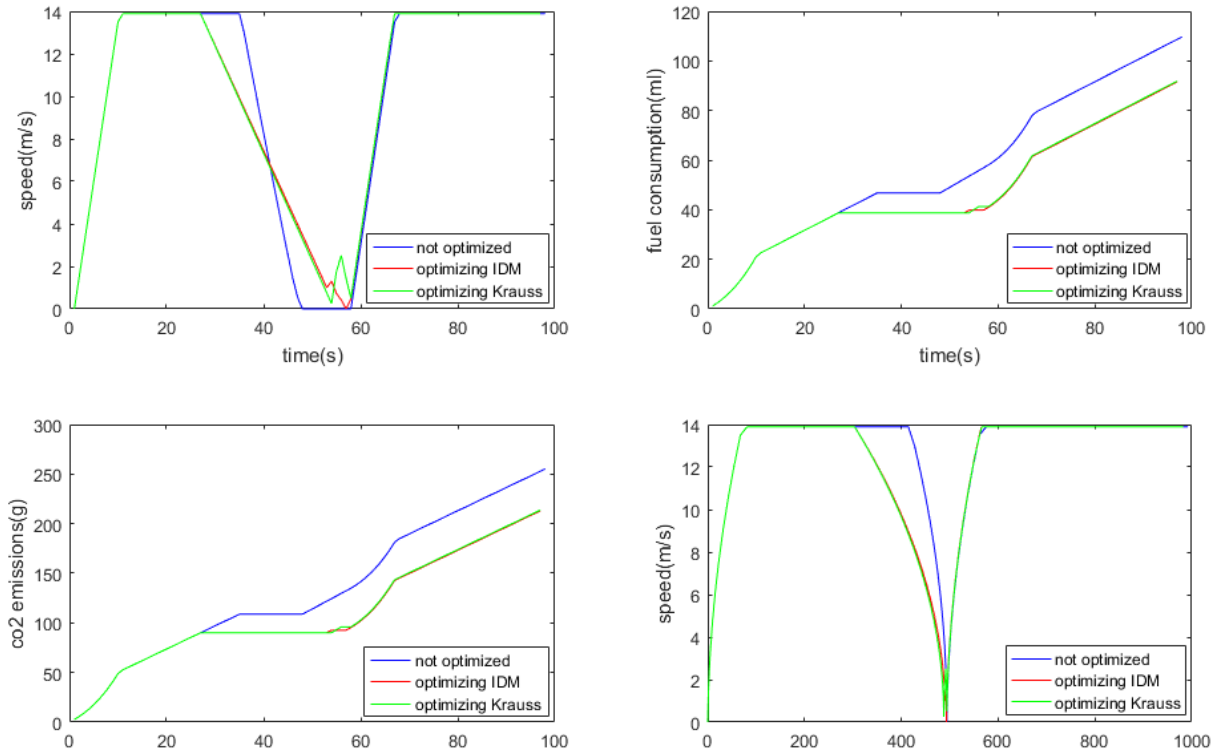 14
12
10
8
6
4
2
0
speed(m/s)
0 20 40 60 80 100
time(s)
not optimized
optimizing IDM
optimizing Krauss
120
100
80
60
40
20
0
fuel consumption(ml)
0 20 40 60 80 100
time(s)
not optimized
optimizing IDM
optimizing Krauss
300
250
200
150
100
50
0
co2 emissions(g)
0 20 40 60 80 100
not optimized
optimizing IDM
optimizing Krauss
14
12
10
8
6
4
2
0
speed(m/s)
0 200 400 600 800 1000
not optimized
optimizing IDM
optimizing Krauss